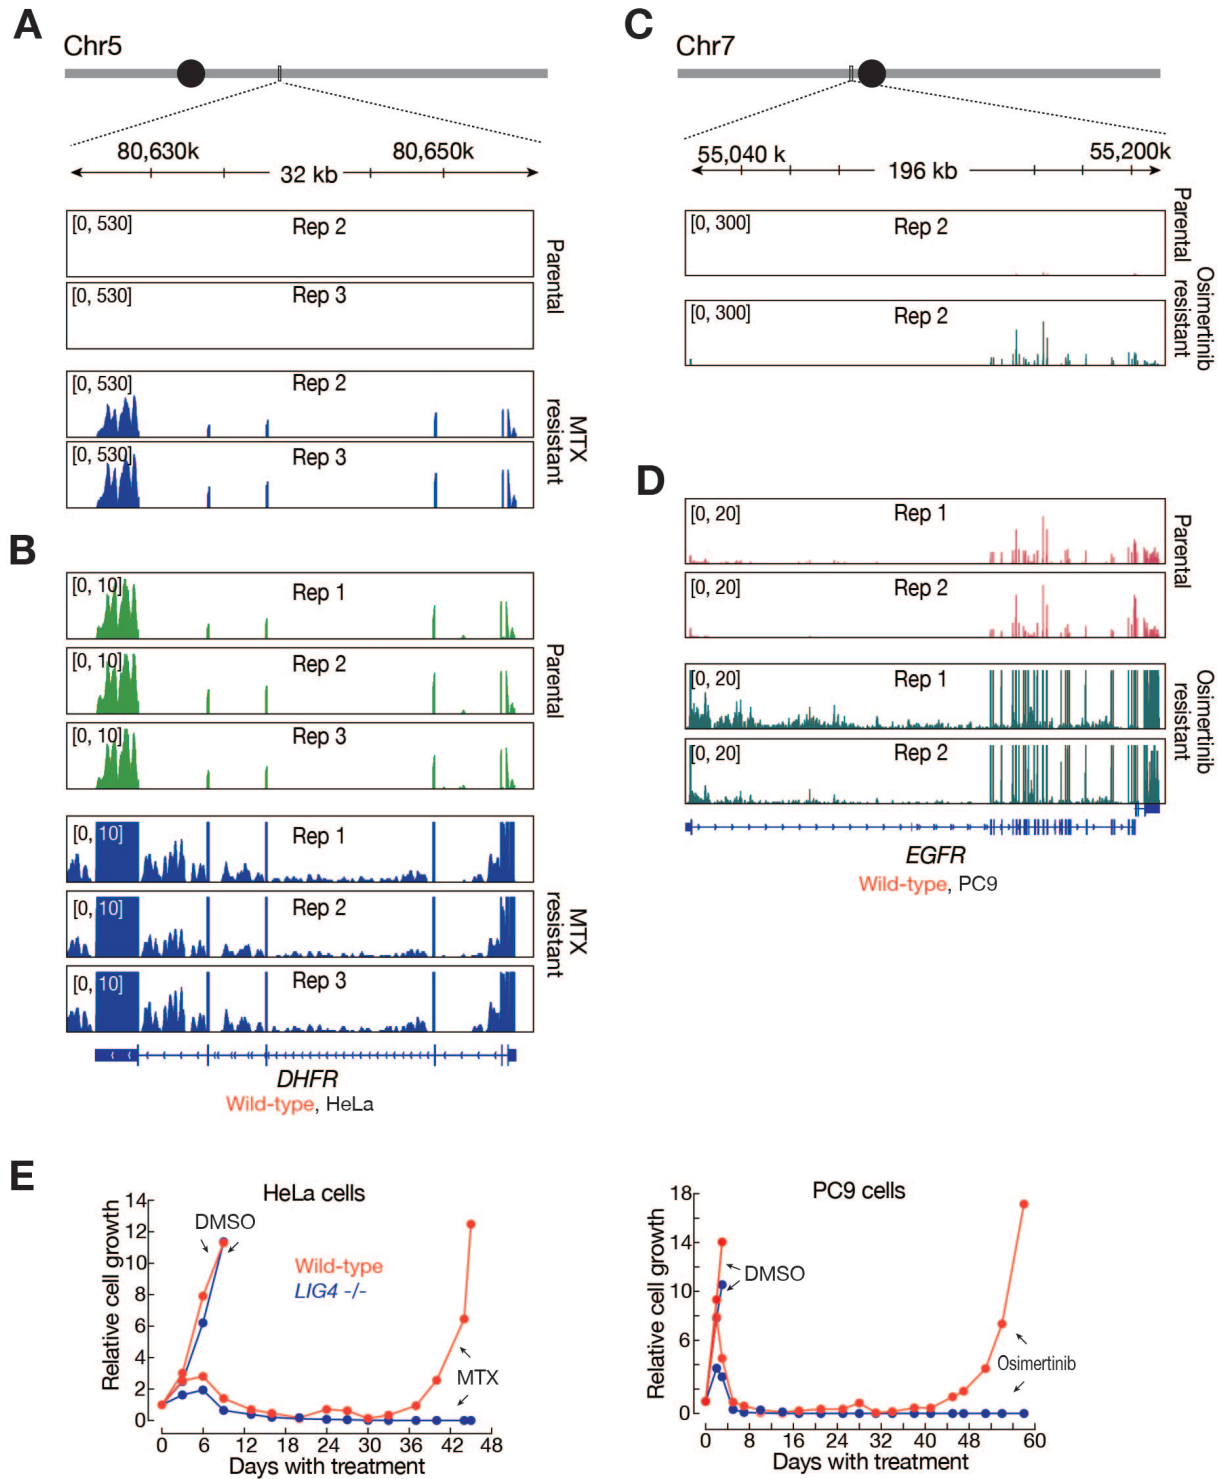 A
Chr5
80,630k
80,650k
32 kb
[0, 530]
Rep 2
[0, 530]
Rep 3
Parental
[0, 530]
Rep 2
[0, 530]
Rep 3
MTX
resistant
B
[0, 10]
Rep 1
[0, 10]
Rep 2
[0, 10]
Rep 3
Parental
[0, 10]
Rep 1
[0, 10]
Rep 2
[0, 10]
Rep 3
MTX
resistant
DHFR
Wild-type, HeLa
C
Chr7
55,040 k
55,200k
196 kb
[0, 300]
Rep 2
Parental
[0, 300]
Rep 2
Osimertinib
resistant
D
[0, 20]
Rep 1
[0, 20]
Rep 2
Parental
[0, 20]
Rep 1
[0, 20]
Rep 2
Osimertinib
resistant
EGFR
Wild-type, PC9
E
HeLa cells
Relative cell growth
14
12
10
8
6
4
2
0
DMSO
Wild-type
LIG4 -/-
MTX
0 6 12 18 24 30 36 42 48
Days with treatment
PC9 cells
Relative cell growth
18
14
10
6
0
DMSO
Osimertinib
0 8 16 24 32 40 48 60
Days with treatment